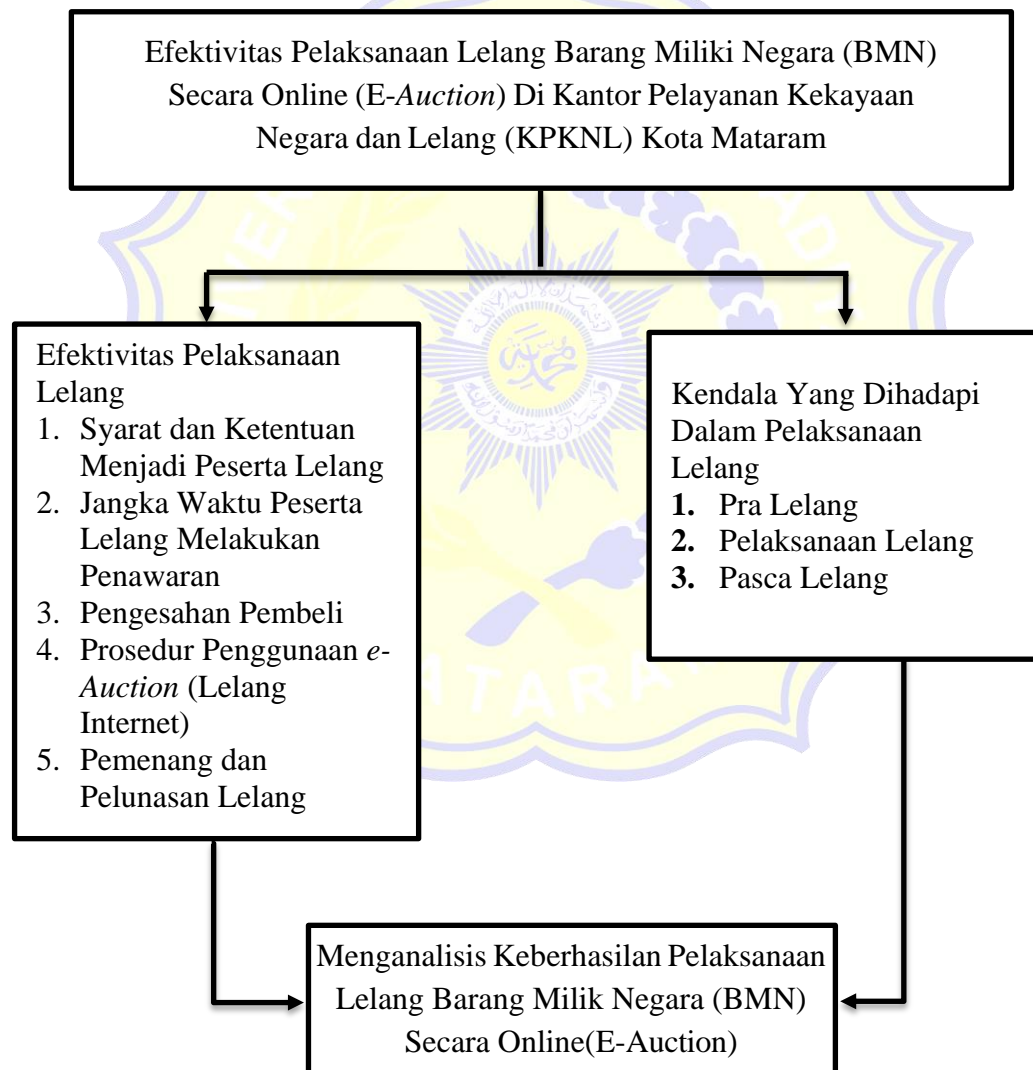 Efektivitas Pelaksanaan Lelang Barang Miliki Negara (BMN)
Secara Online (E-Auction) Di Kantor Pelayanan Kekayaan
Negara dan Lelang (KPKNL) Kota Mataram
Efektivitas Pelaksanaan
Lelang
1. Syarat dan Ketentuan
Menjadi Peserta Lelang
2. Jangka Waktu Peserta
Lelang Melakukan
Penawaran
3. Pengesahan Pembeli
4. Prosedur Penggunaan e-
Auction (Lelang
Internet)
5. Pemenang dan
Pelunasan Lelang
Kendala Yang Dihadapi
Dalam Pelaksanaan
Lelang
1. Pra Lelang
2. Pelaksanaan Lelang
3. Pasca Lelang
Menganalisis Keberhasilan Pelaksanaan
Lelang Barang Milik Negara (BMN)
Secara Online(E-Auction)